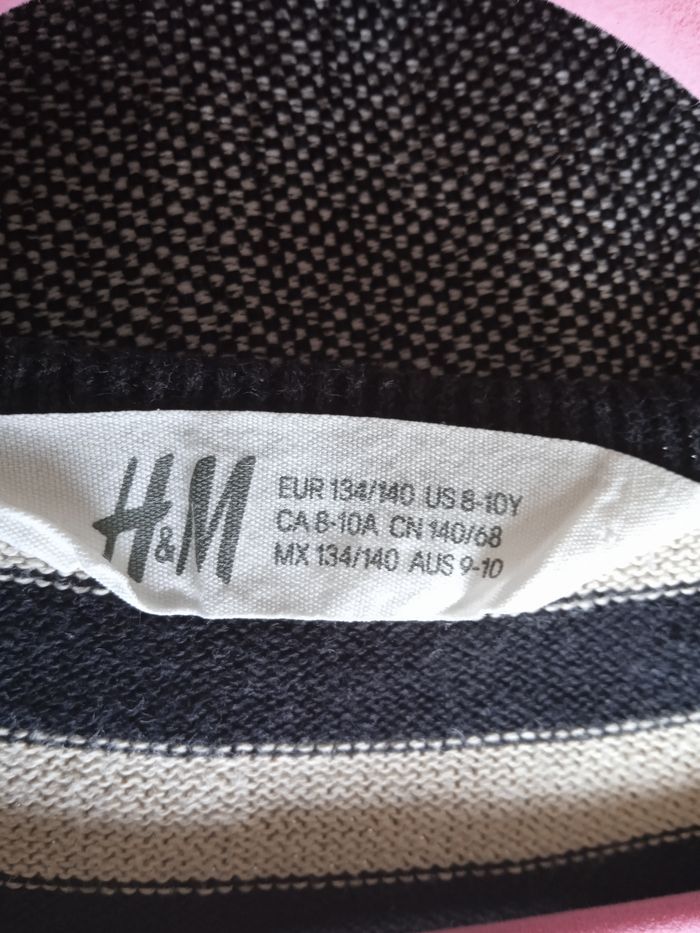 H&M
EUR 134/140 US 8-10Y
CA 8-10A CN 140/68
MX 134/140 AUS 9-10